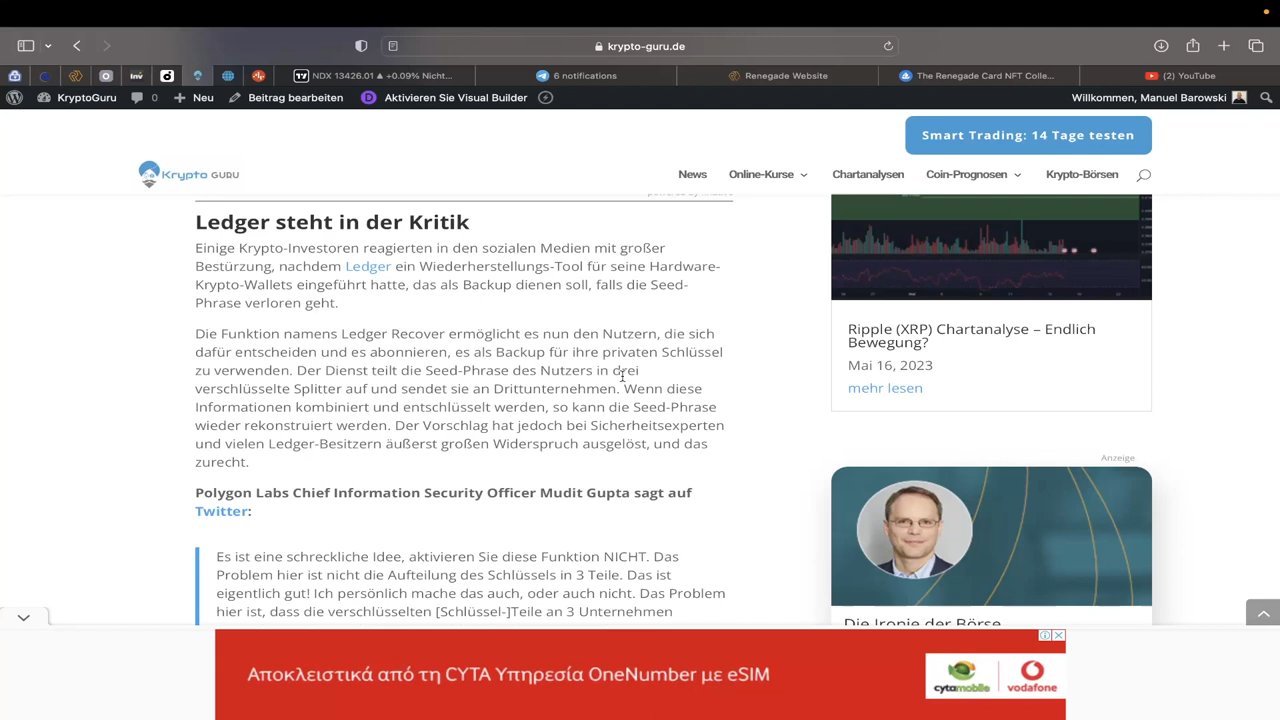 krypto-guru.de
NDX 13426.01 ▲ +0.09% Nicht...
6 notifications
Renegade Website
The Renegade Card NFT Colle...
(2) YouTube
KryptoGuru
0
Neu
Beitrag bearbeiten
Aktivieren Sie Visual Builder
Willkommen, Manuel Barowski
Smart Trading: 14 Tage testen
Krypto GURU
News
Online-Kurse
Chartanalysen
Coin-Prognosen
Krypto-Börsen
Ledger steht in der Kritik
Einige Krypto-Investoren reagierten in den sozialen Medien mit großer
Bestürzung, nachdem Ledger ein Wiederherstellungs-Tool für seine Hardware-
Krypto-Wallets eingeführt hatte, das als Backup dienen soll, falls die Seed-
Phrase verloren geht.
Die Funktion namens Ledger Recover ermöglicht es nun den Nutzern, die sich
dafür entscheiden und es abonnieren, es als Backup für ihre privaten Schlüssel
zu verwenden. Der Dienst teilt die Seed-Phrase des Nutzers in drei
verschlüsselte Splitter auf und sendet sie an Drittunternehmen. Wenn diese
Informationen kombiniert und entschlüsselt werden, so kann die Seed-Phrase
wieder rekonstruiert werden. Der Vorschlag hat jedoch bei Sicherheitsexperten
und vielen Ledger-Besitzern äußerst großen Widerspruch ausgelöst, und das
zurecht.
Polygon Labs Chief Information Security Officer Mudit Gupta sagt auf
Twitter:
Es ist eine schreckliche Idee, aktivieren Sie diese Funktion NICHT. Das
Problem hier ist nicht die Aufteilung des Schlüssels in 3 Teile. Das ist
eigentlich gut! Ich persönlich mache das auch, oder auch nicht. Das Problem
hier ist, dass die verschlüsselten [Schlüssel-]Teile an 3 Unternehmen
Ripple (XRP) Chartanalyse – Endlich
Bewegung?
Mai 16, 2023
mehr lesen
Anzeige
Die Ironie der Börse
Αποκλειστικά από τη CYTA Υπηρεσία OneNumber με eSIM
cytamobile
vodafone